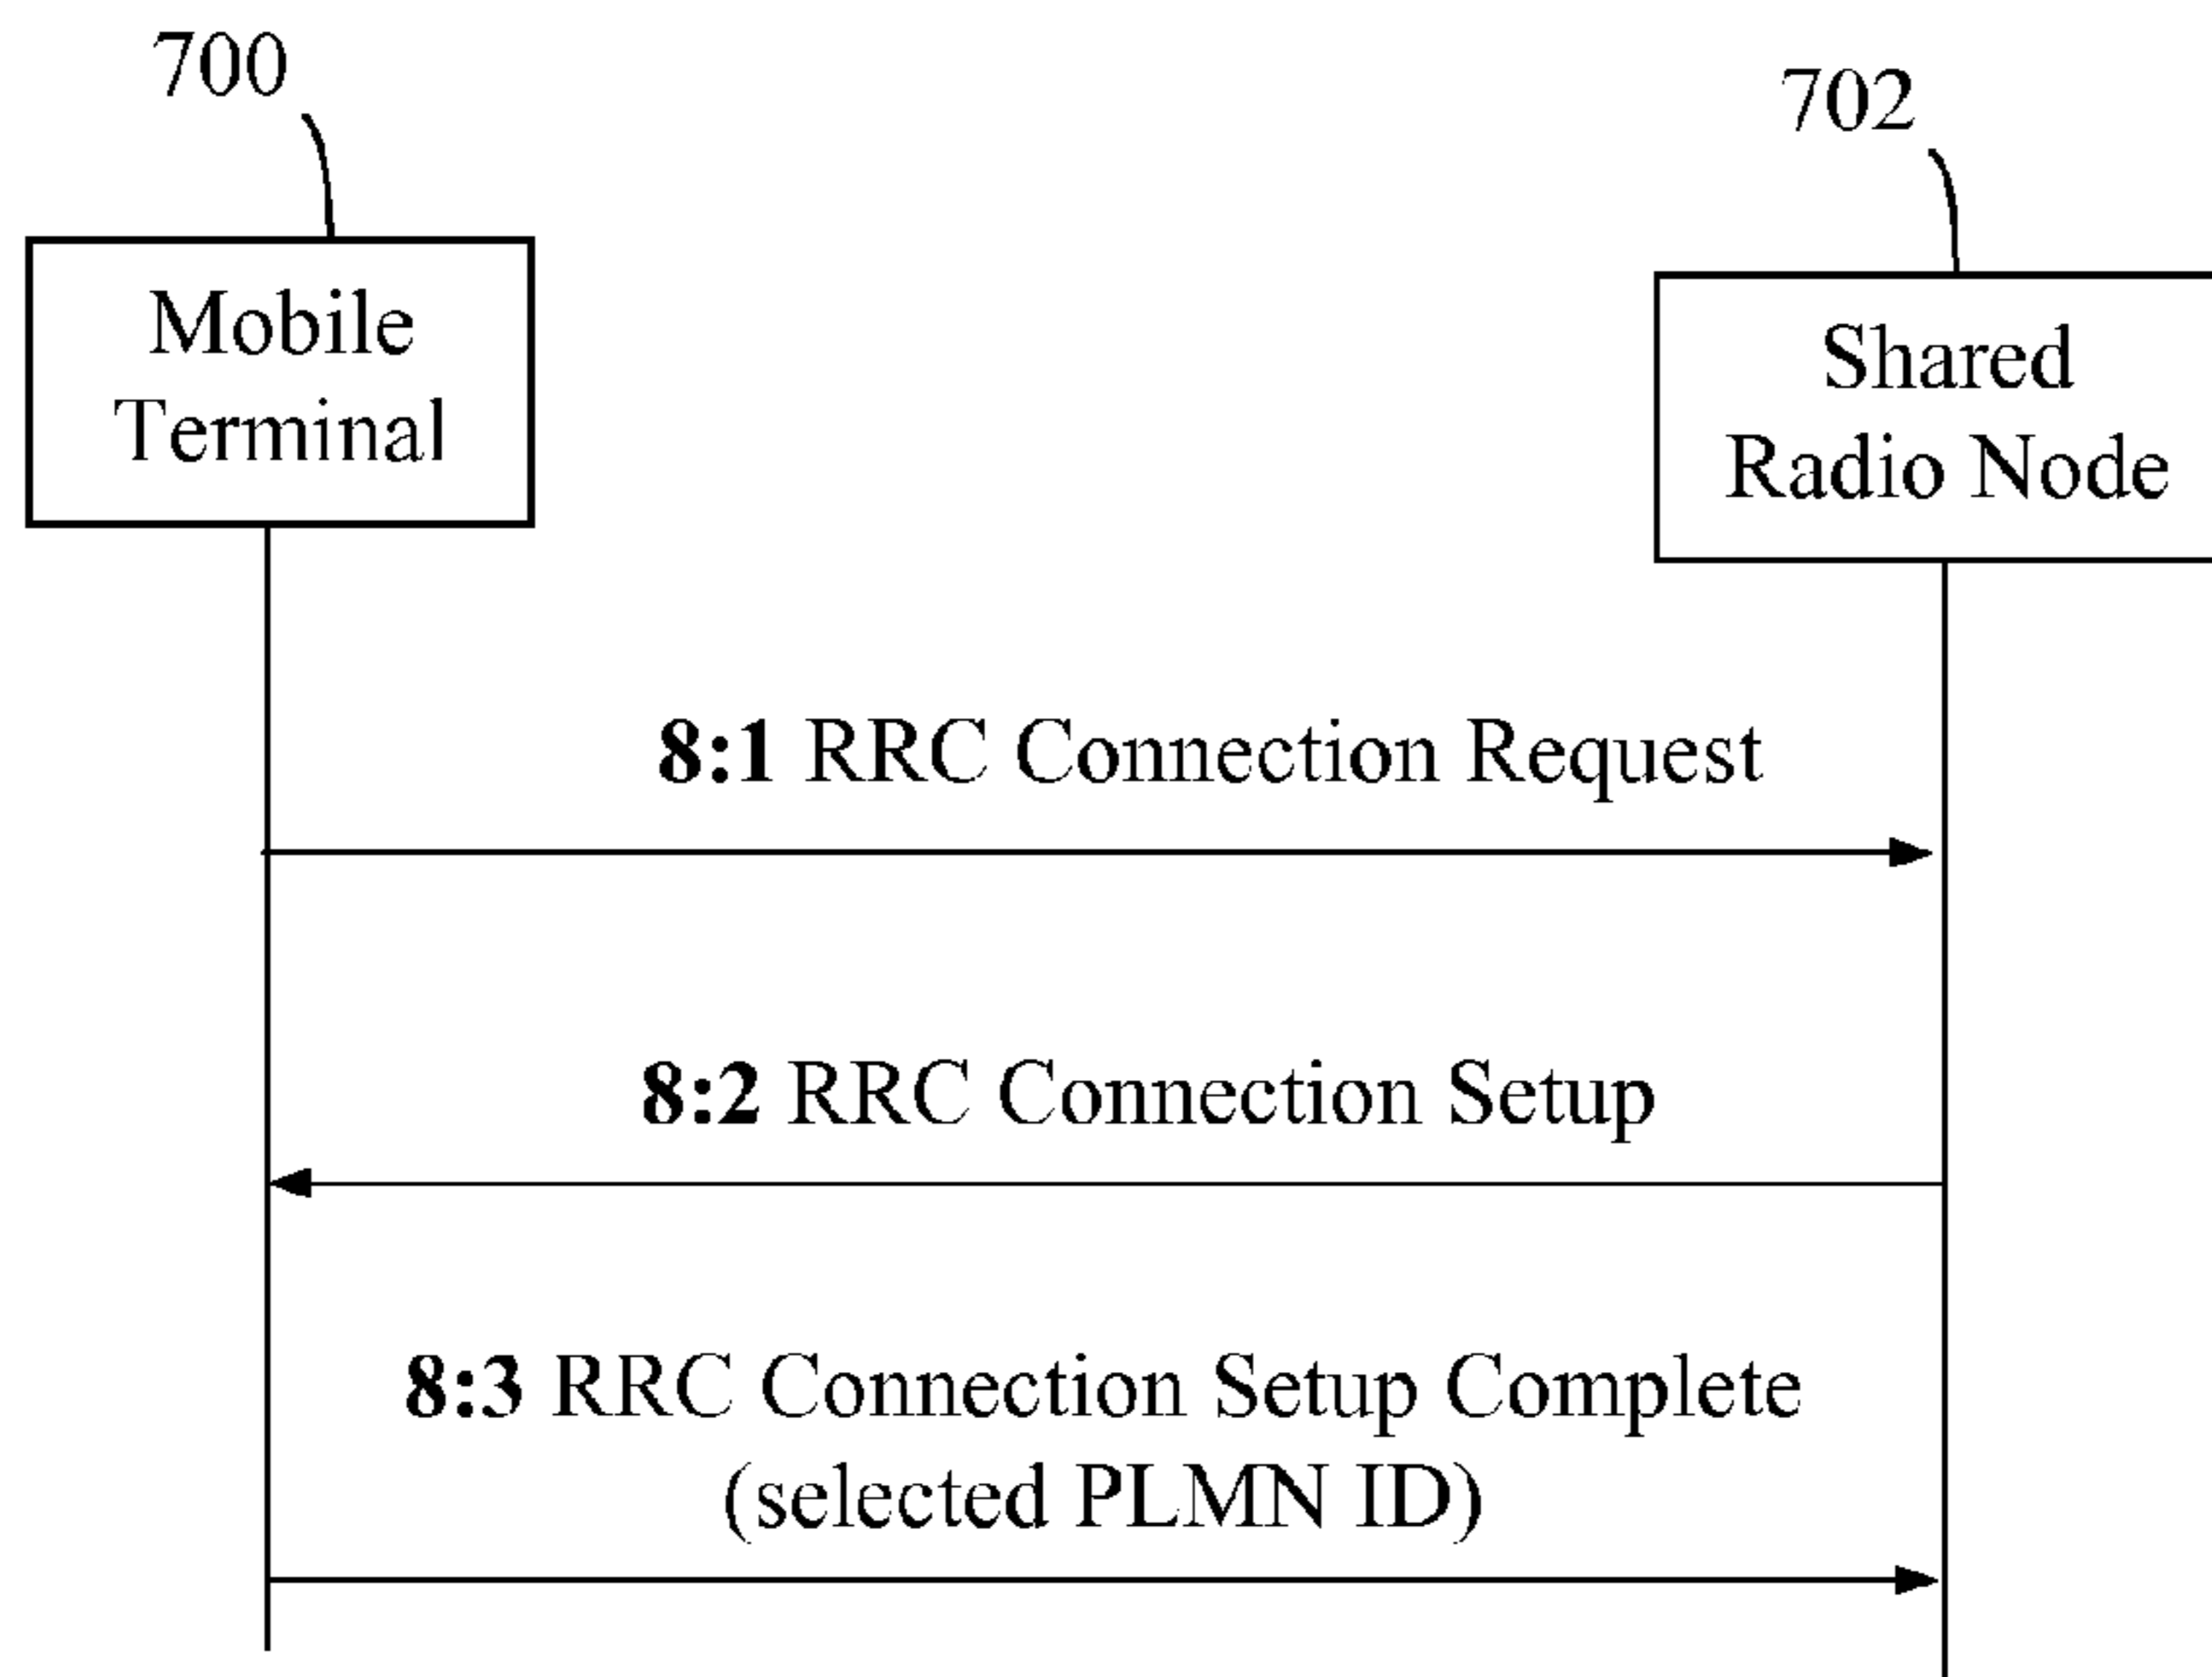 700
702
Mobile
Terminal
Shared
Radio Node
8:1 RRC Connection Request
8:2 RRC Connection Setup
8:3 RRC Connection Setup Complete
(selected PLMN ID)